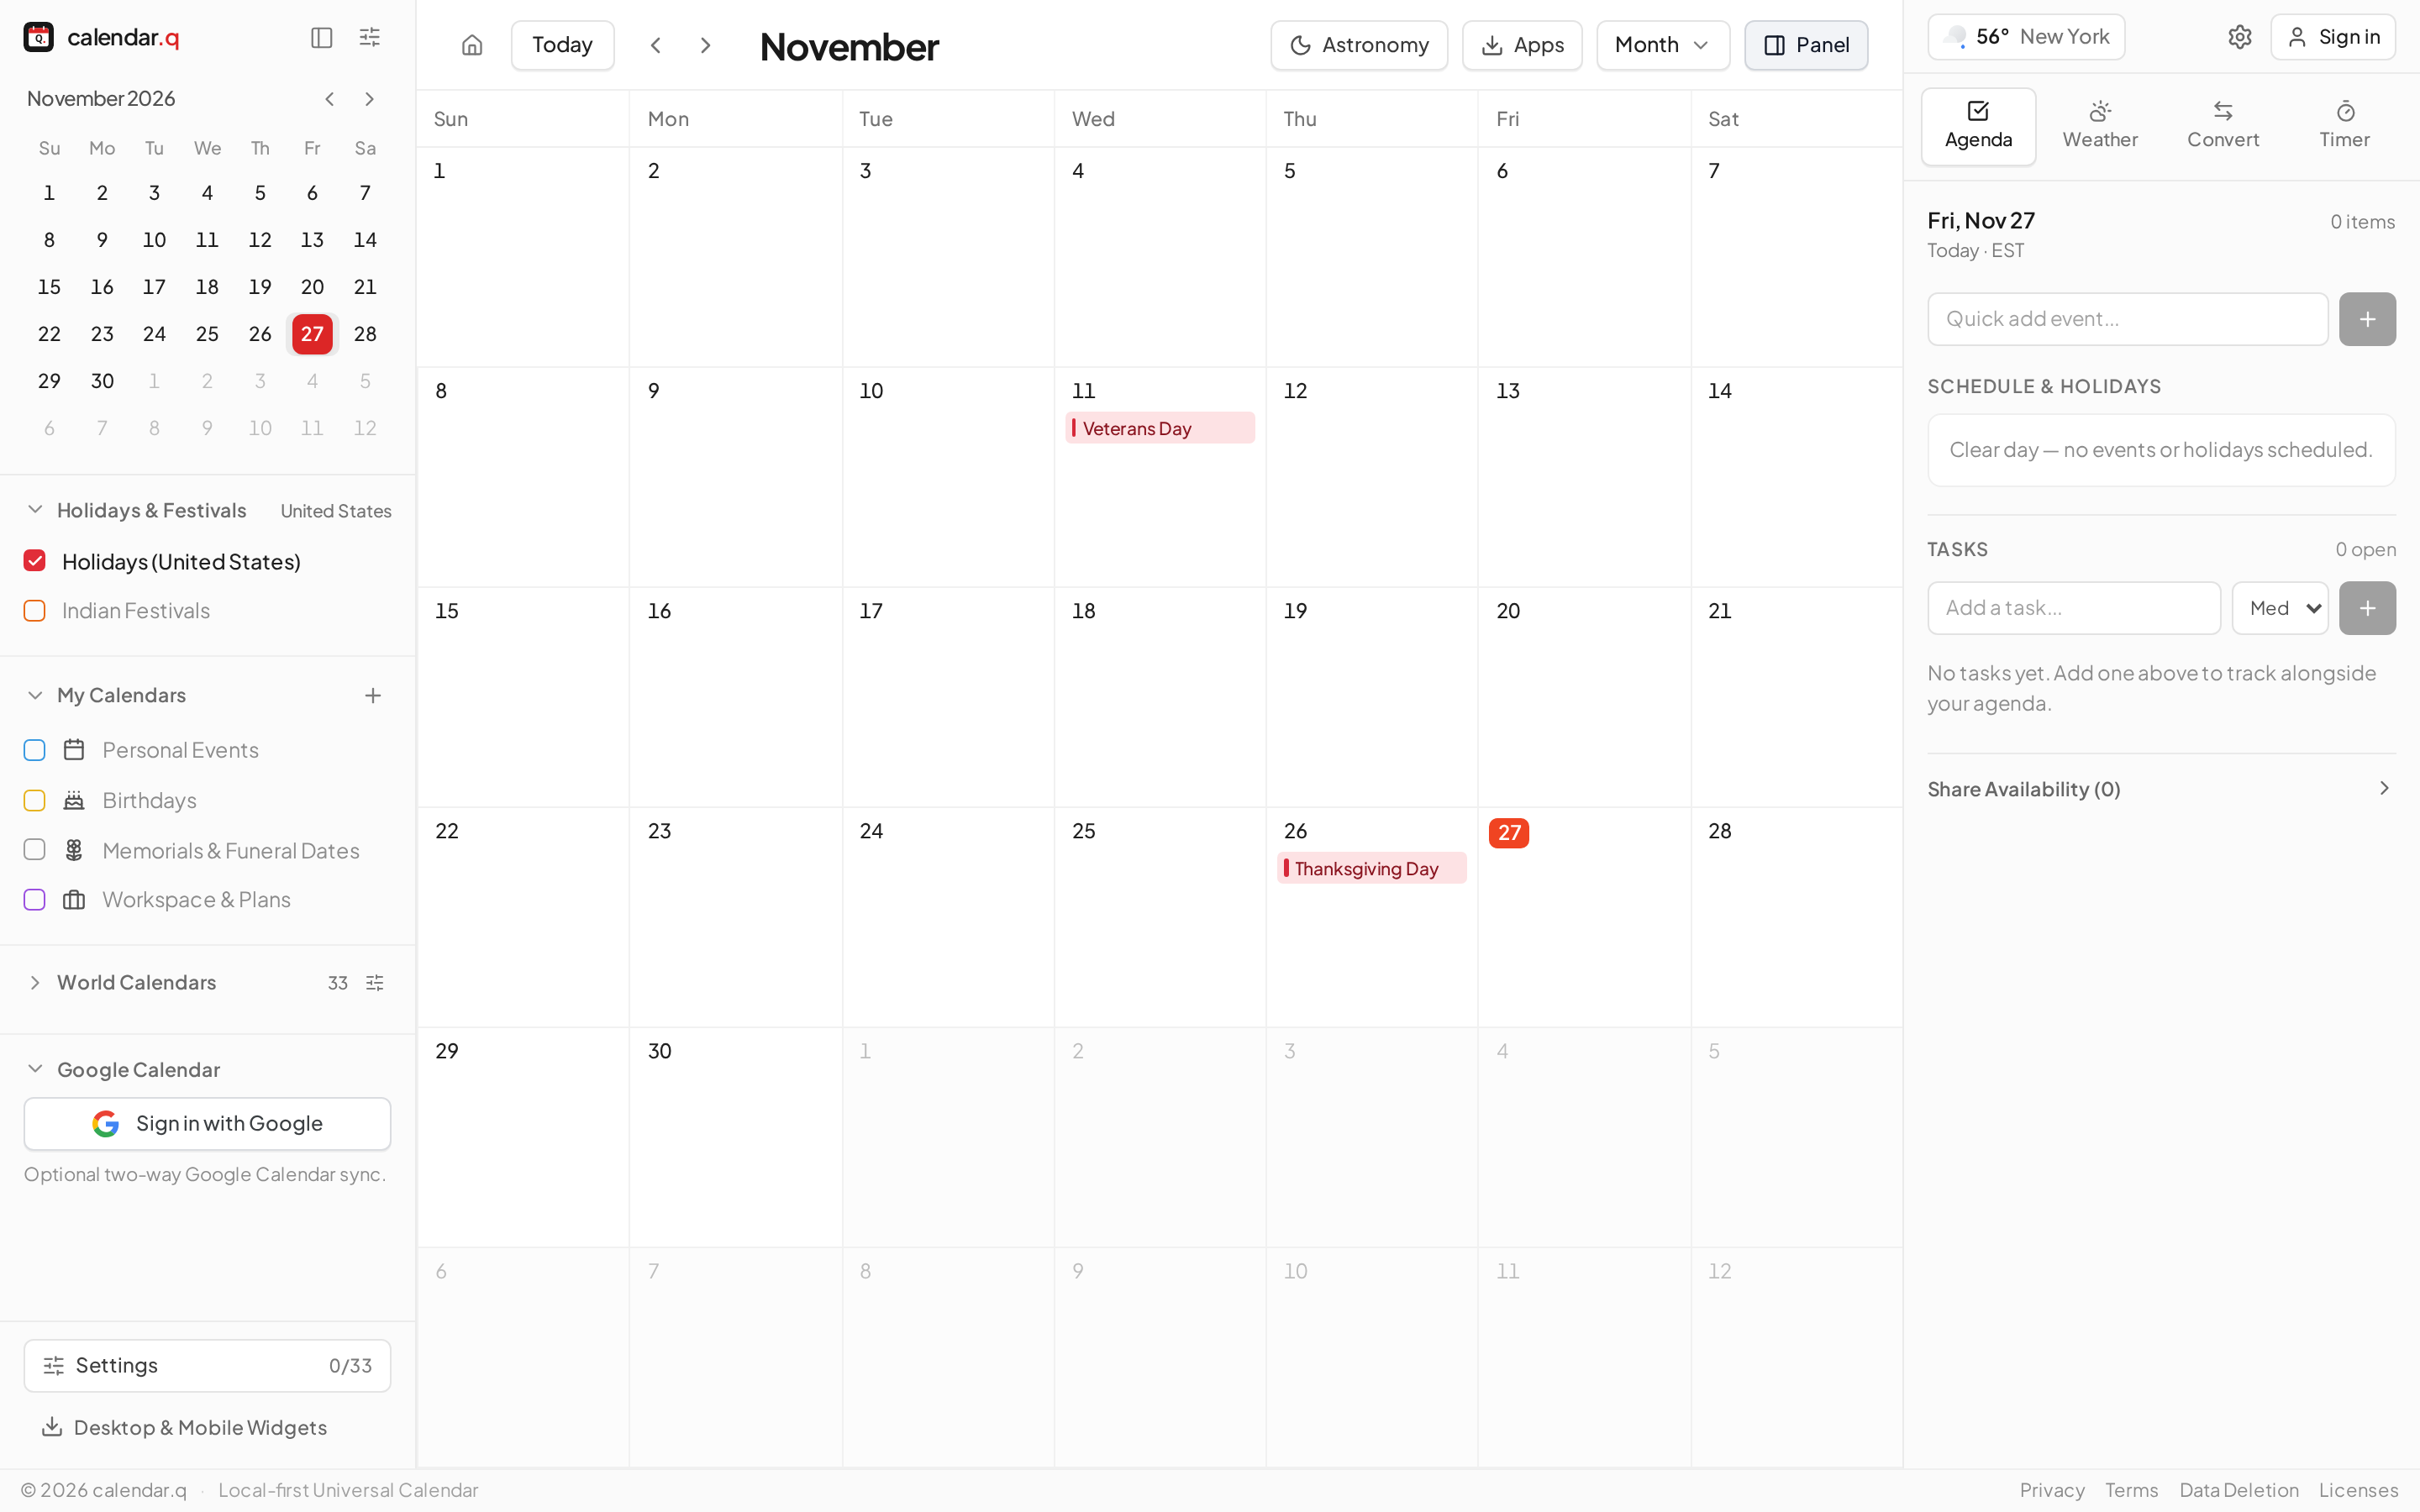 calendar.q
November 2026
Su Mo Tu We Th Fr Sa
1 2 3 4 5 6 7
8 9 10 11 12 13 14
15 16 17 18 19 20 21
22 23 24 25 26 27 28
29 30 1 2 3 4 5
6 7 8 9 10 11 12
Holidays & Festivals United States
Holidays (United States)
Indian Festivals
My Calendars
Personal Events
Birthdays
Memorials & Funeral Dates
Workspace & Plans
World Calendars 33
Google Calendar
Sign in with Google
Optional two-way Google Calendar sync.
Settings 0/33
Desktop & Mobile Widgets
Today November Astronomy Apps Month Panel
Sun Mon Tue Wed Thu Fri Sat
1 2 3 4 5 6 7
8 9 10 11 12 13 14
Veterans Day
15 16 17 18 19 20 21
22 23 24 25 26 27 28
Thanksgiving Day
29 30 1 2 3 4 5
6 7 8 9 10 11 12
56° New York Sign in
Agenda Weather Convert Timer
Fri, Nov 27 0 items
Today · EST
Quick add event...
SCHEDULE & HOLIDAYS
Clear day — no events or holidays scheduled.
TASKS 0 open
Add a task... Med
No tasks yet. Add one above to track alongside
your agenda.
Share Availability (0)
© 2026 calendar.q · Local-first Universal Calendar
Privacy Terms Data Deletion Licenses